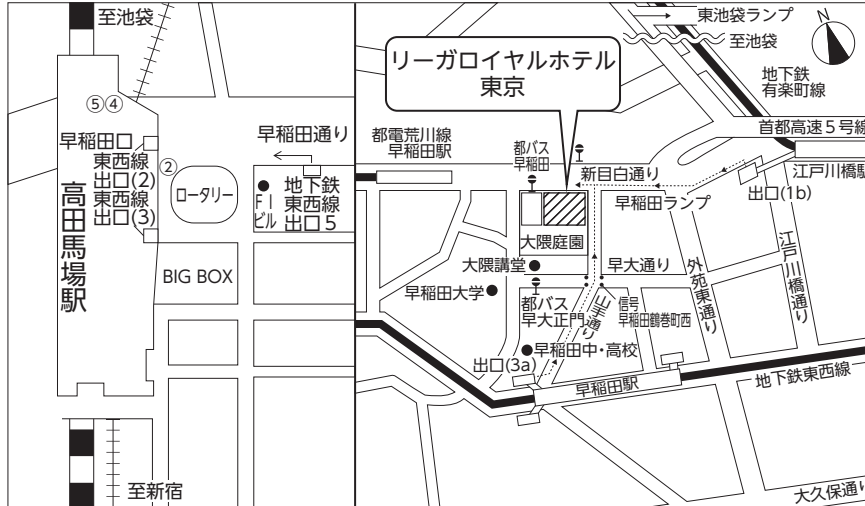 至池袋
⑤④
早稲田口
東西線
出口(2)
東西線
出口(3)
高田馬場駅
②
ロータリー
早稲田通り
FI
ビル
地下鉄
東西線
出口5
BIG BOX
至新宿
リーガロイヤルホテル
東京
東池袋ランプ
至池袋
N
地下鉄
有楽町線
首都高速5号線
江戸川橋駅
出口(1b)
都電荒川線
早稲田駅
都バス
早稲田
新目白通り
早稲田ランプ
大隈庭園
大隈講堂
早大通り
早稲田大学
都バス
早大正門
山手通り
信号
早稲田鶴巻町西
外苑東通り
江戸川橋通り
早稲田中・高校
出口(3a)
早稲田駅
地下鉄東西線
大久保通り